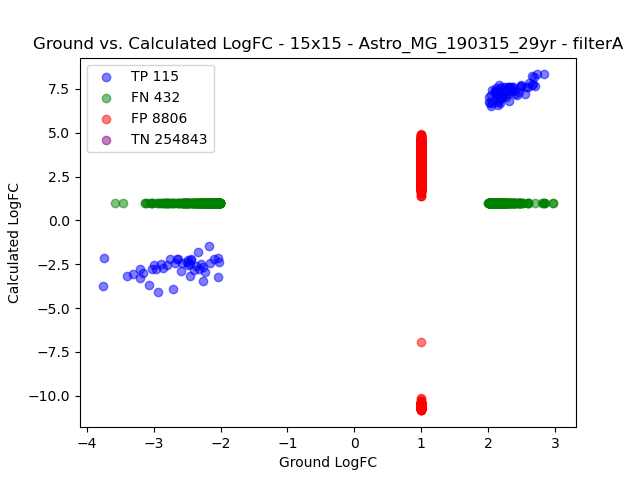 Ground vs. Calculated LogFC - 15x15 - Astro_MG_190315_29yr - filterA
TP 115
FN 432
FP 8806
TN 254843
7.5
5.0
2.5
0.0
−2.5
−5.0
−7.5
−10.0
Calculated LogFC
−4
−3
−2
−1
0
1
2
3
Ground LogFC